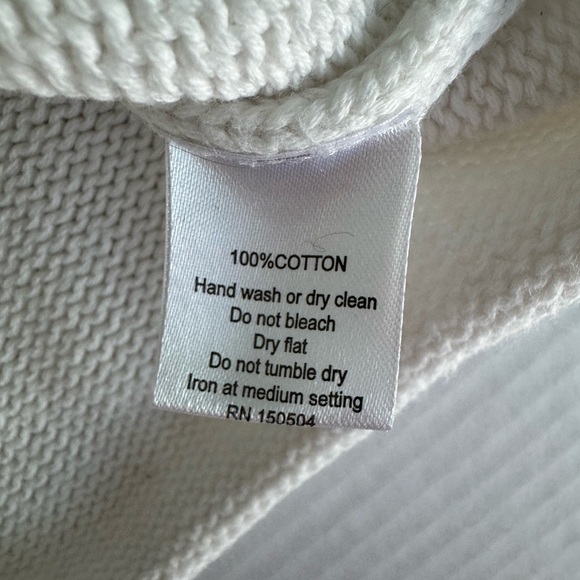 100%COTTON
Hand wash or dry clean
Do not bleach
Dry flat
Do not tumble dry
Iron at medium setting
RN 150504